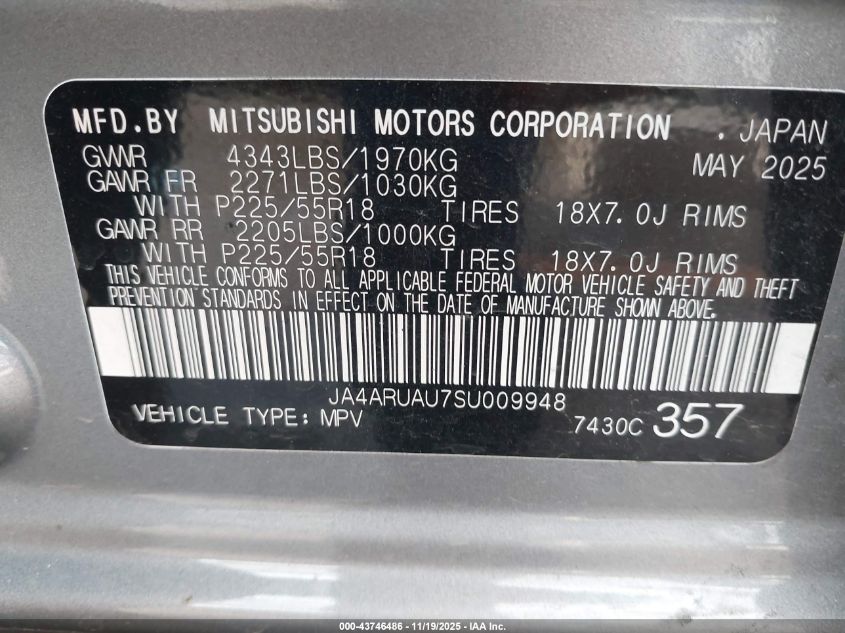 MFD.BY MITSUBISHI MOTORS CORPORATION . JAPAN
GVWR 4343LBS/1970KG MAY 2025
GAWR FR 2271LBS/1030KG
WITH P225/55R18 TIRES 18X7.0J RIMS
GAWR RR 2205LBS/1000KG
WITH P225/55R18 TIRES 18X7.0J RIMS
THIS VEHICLE CONFORMS TO ALL APPLICABLE FEDERAL MOTOR VEHICLE SAFETY AND THEFT
PREVENTION STANDARDS IN EFFECT ON THE DATE OF MANUFACTURE SHOWN ABOVE.
JA4ARUAU7SU009948
VEHICLE TYPE: MPV 7430C 357
000-43746486 - 11/19/2025 - IAA Inc.